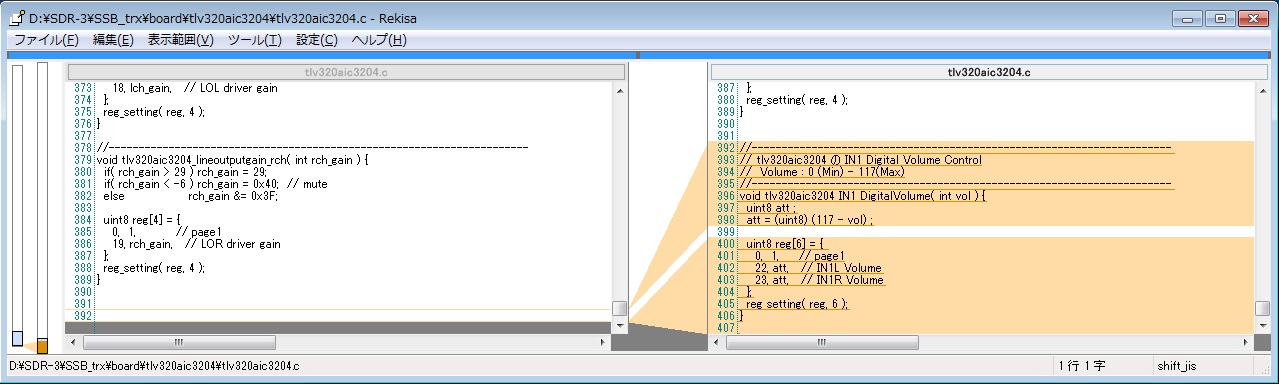 D:¥SDR-3¥SSB_trx¥board¥tlv320aic3204¥tlv320aic3204.c - Rekisa
ファイル(F) 編集(E) 表示範囲(V) ツール(T) 設定(C) ヘルプ(H)
tlv320aic3204.c
373 18, lch_gain, // LOL driver gain
374 };
375 reg_setting( reg, 4 );
376 }
377
378 //------------------------------------------------------------------------
379 void tlv320aic3204_lineoutputgain_rch( int rch_gain ) {
380 if( rch_gain > 29 ) rch_gain = 29;
381 if( rch_gain < -6 ) rch_gain = 0x40; // mute
382 else rch_gain &= 0x3F;
383
384 uint8 reg[4] = {
385 0, 1, // page1
386 19, rch_gain, // LOR driver gain
387 };
388 reg_setting( reg, 4 );
389 }
390
391
392
tlv320aic3204.c
387 };
388 reg_setting( reg, 4 );
389 }
390
391
392 //------------------------------------------------------------------------
393 // tlv320aic3204 の IN1 Digital Volume Control
394 // Volume : 0 (Min) - 117(Max)
395 //------------------------------------------------------------------------
396 void tlv320aic3204_IN1_DigitalVolume( int vol ) {
397 uint8 att ;
398 att = (uint8) (117 - vol) ;
399
400 uint8 reg[6] = {
401 0, 1, // page1
402 22, att, // IN1L Volume
403 23, att, // IN1R Volume
404 };
405 reg_setting( reg, 6 );
406 }
407
D:¥SDR-3¥SSB_trx¥board¥tlv320aic3204¥tlv320aic3204.c 1 行 1 字 shift_jis